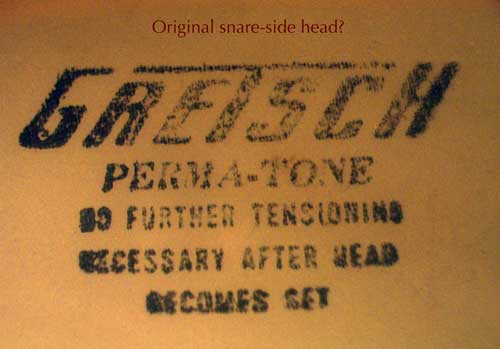 Original snare-side head?
GRETSCH
PERMA-TONE
NO FURTHER TENSIONING
NECESSARY AFTER HEAD
BECOMES SET